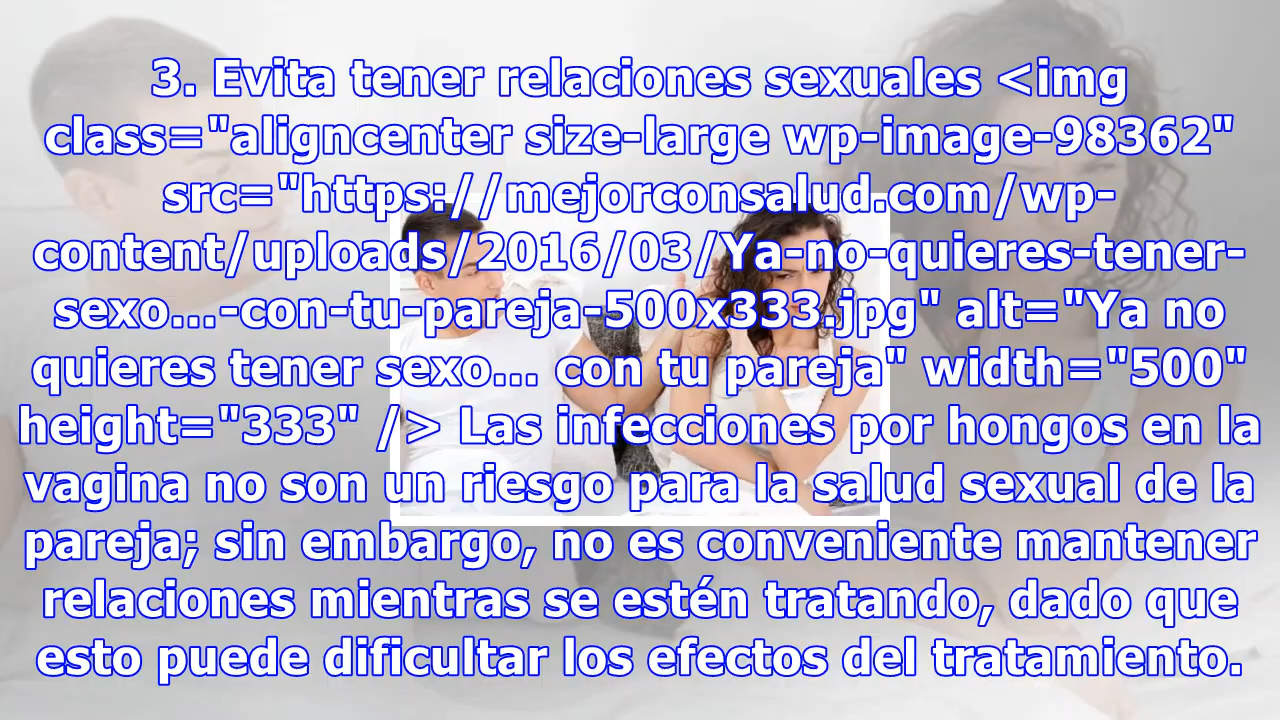 3. Evita tener relaciones sexuales <img
class="aligncenter size-large wp-image-98362"
src="https://mejorconsalud.com/wp-
content/uploads/2016/03/Ya-no-quieres-tener-
sexo...-con-tu-pareja-500x333.jpg" alt="Ya no
quieres tener sexo... con tu pareja" width="500"
height="333" /> Las infecciones por hongos en la
vagina no son un riesgo para la salud sexual de la
pareja; sin embargo, no es conveniente mantener
relaciones mientras se estén tratando, dado que
esto puede dificultar los efectos del tratamiento.